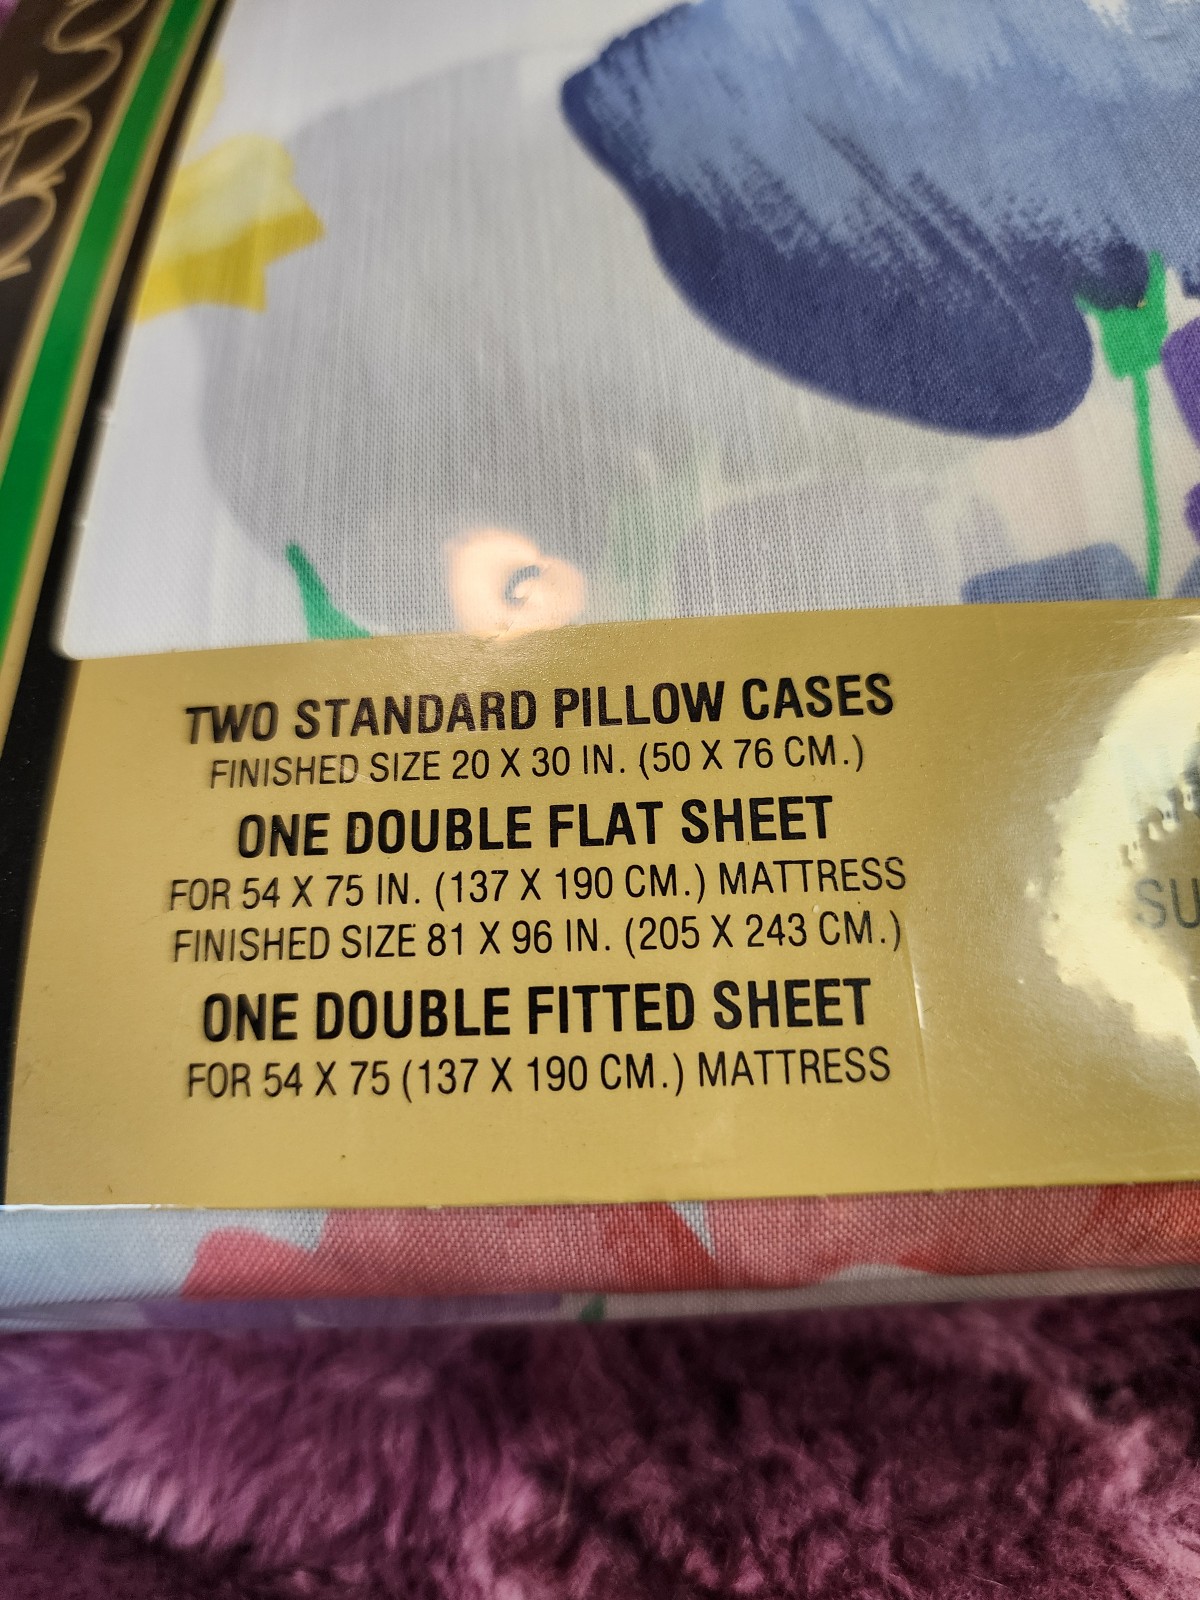 TWO STANDARD PILLOW CASES
FINISHED SIZE 20 X 30 IN. (50 X 76 CM.)
ONE DOUBLE FLAT SHEET
FOR 54 X 75 IN. (137 X 190 CM.) MATTRESS
FINISHED SIZE 81 X 96 IN. (205 X 243 CM.)
ONE DOUBLE FITTED SHEET
FOR 54 X 75 (137 X 190 CM.) MATTRESS